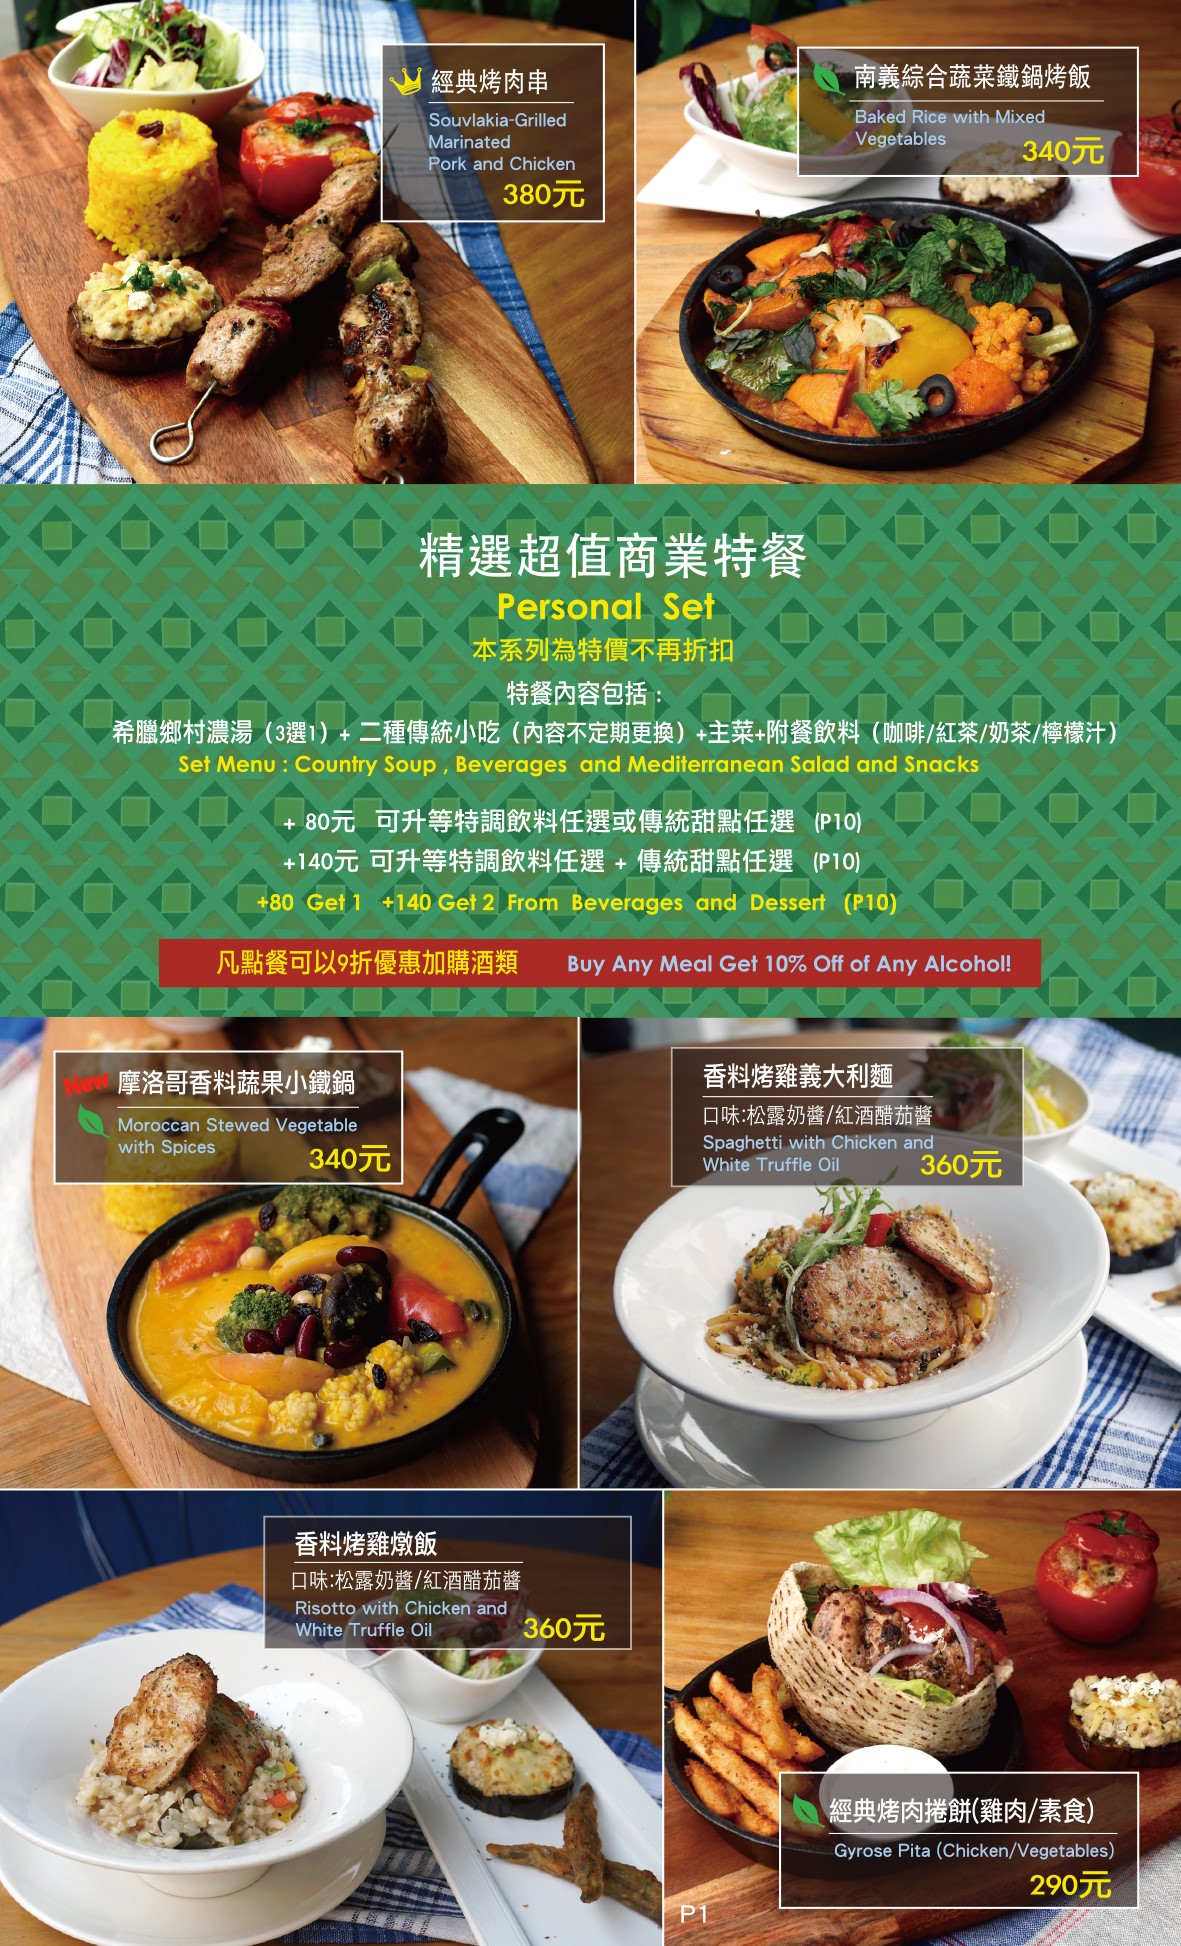 經典烤肉串
Souvlakia-Grilled
Marinated
Pork and Chicken
380元
南義綜合蔬菜鐵鍋烤飯
Baked Rice with Mixed
Vegetables
340元
精選超值商業特餐
Personal Set
本系列為特價不再折扣
特餐內容包括：
希臘鄉村濃湯（3選1）+ 二種傳統小吃（內容不定期更換）+主菜+附餐飲料（咖啡/紅茶/奶茶/檸檬汁）
Set Menu : Country Soup , Beverages and Mediterranean Salad and Snacks
+ 80元 可升等特調飲料任選或傳統甜點任選 (P10)
+140元 可升等特調飲料任選 + 傳統甜點任選 (P10)
+80 Get 1 +140 Get 2 From Beverages and Dessert (P10)
凡點餐可以9折優惠加購酒類 Buy Any Meal Get 10% Off of Any Alcohol!
New 摩洛哥香料蔬果小鐵鍋
Moroccan Stewed Vegetable
with Spices
340元
香料烤雞義大利麵
口味:松露奶醬/紅酒醋茄醬
Spaghetti with Chicken and
White Truffle Oil
360元
香料烤雞燉飯
口味:松露奶醬/紅酒醋茄醬
Risotto with Chicken and
White Truffle Oil
360元
經典烤肉捲餅(雞肉/素食)
Gyrose Pita (Chicken/Vegetables)
290元
P1